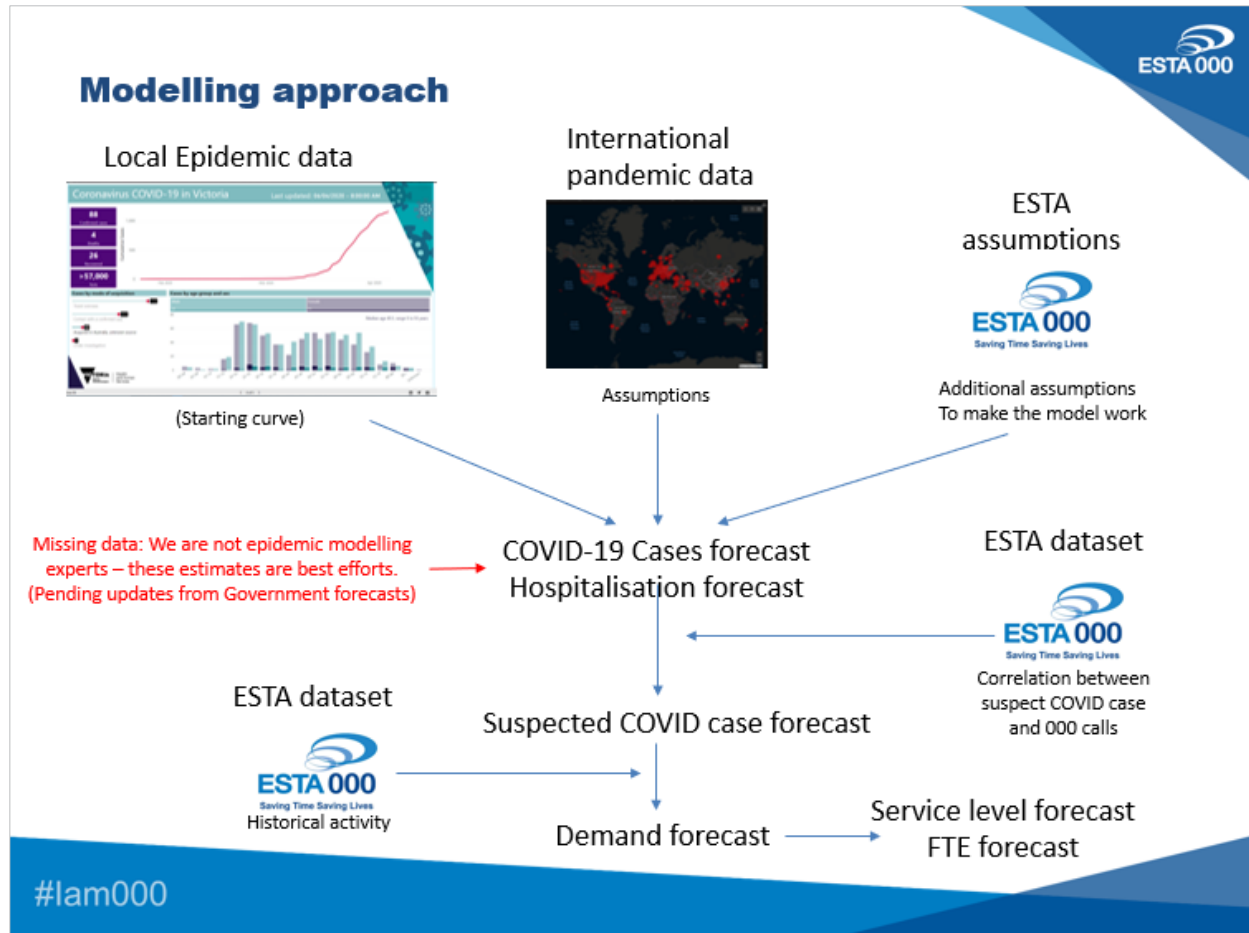 ESTA 000
Modelling approach
Local Epidemic data
Coronavirus COVID-19 in Victoria
88
4
26
>57,000
(Starting curve)
International
pandemic data
Assumptions
ESTA
assumptions
ESTA 000
Saving Time Saving Lives
Additional assumptions
To make the model work
Missing data: We are not epidemic modelling
experts – these estimates are best efforts.
(Pending updates from Government forecasts)
COVID-19 Cases forecast
Hospitalisation forecast
ESTA dataset
ESTA 000
Saving Time Saving Lives
Correlation between
suspect COVID case
and 000 calls
ESTA dataset
ESTA 000
Saving Time Saving Lives
Historical activity
Suspected COVID case forecast
Demand forecast
Service level forecast
FTE forecast
#Iam000